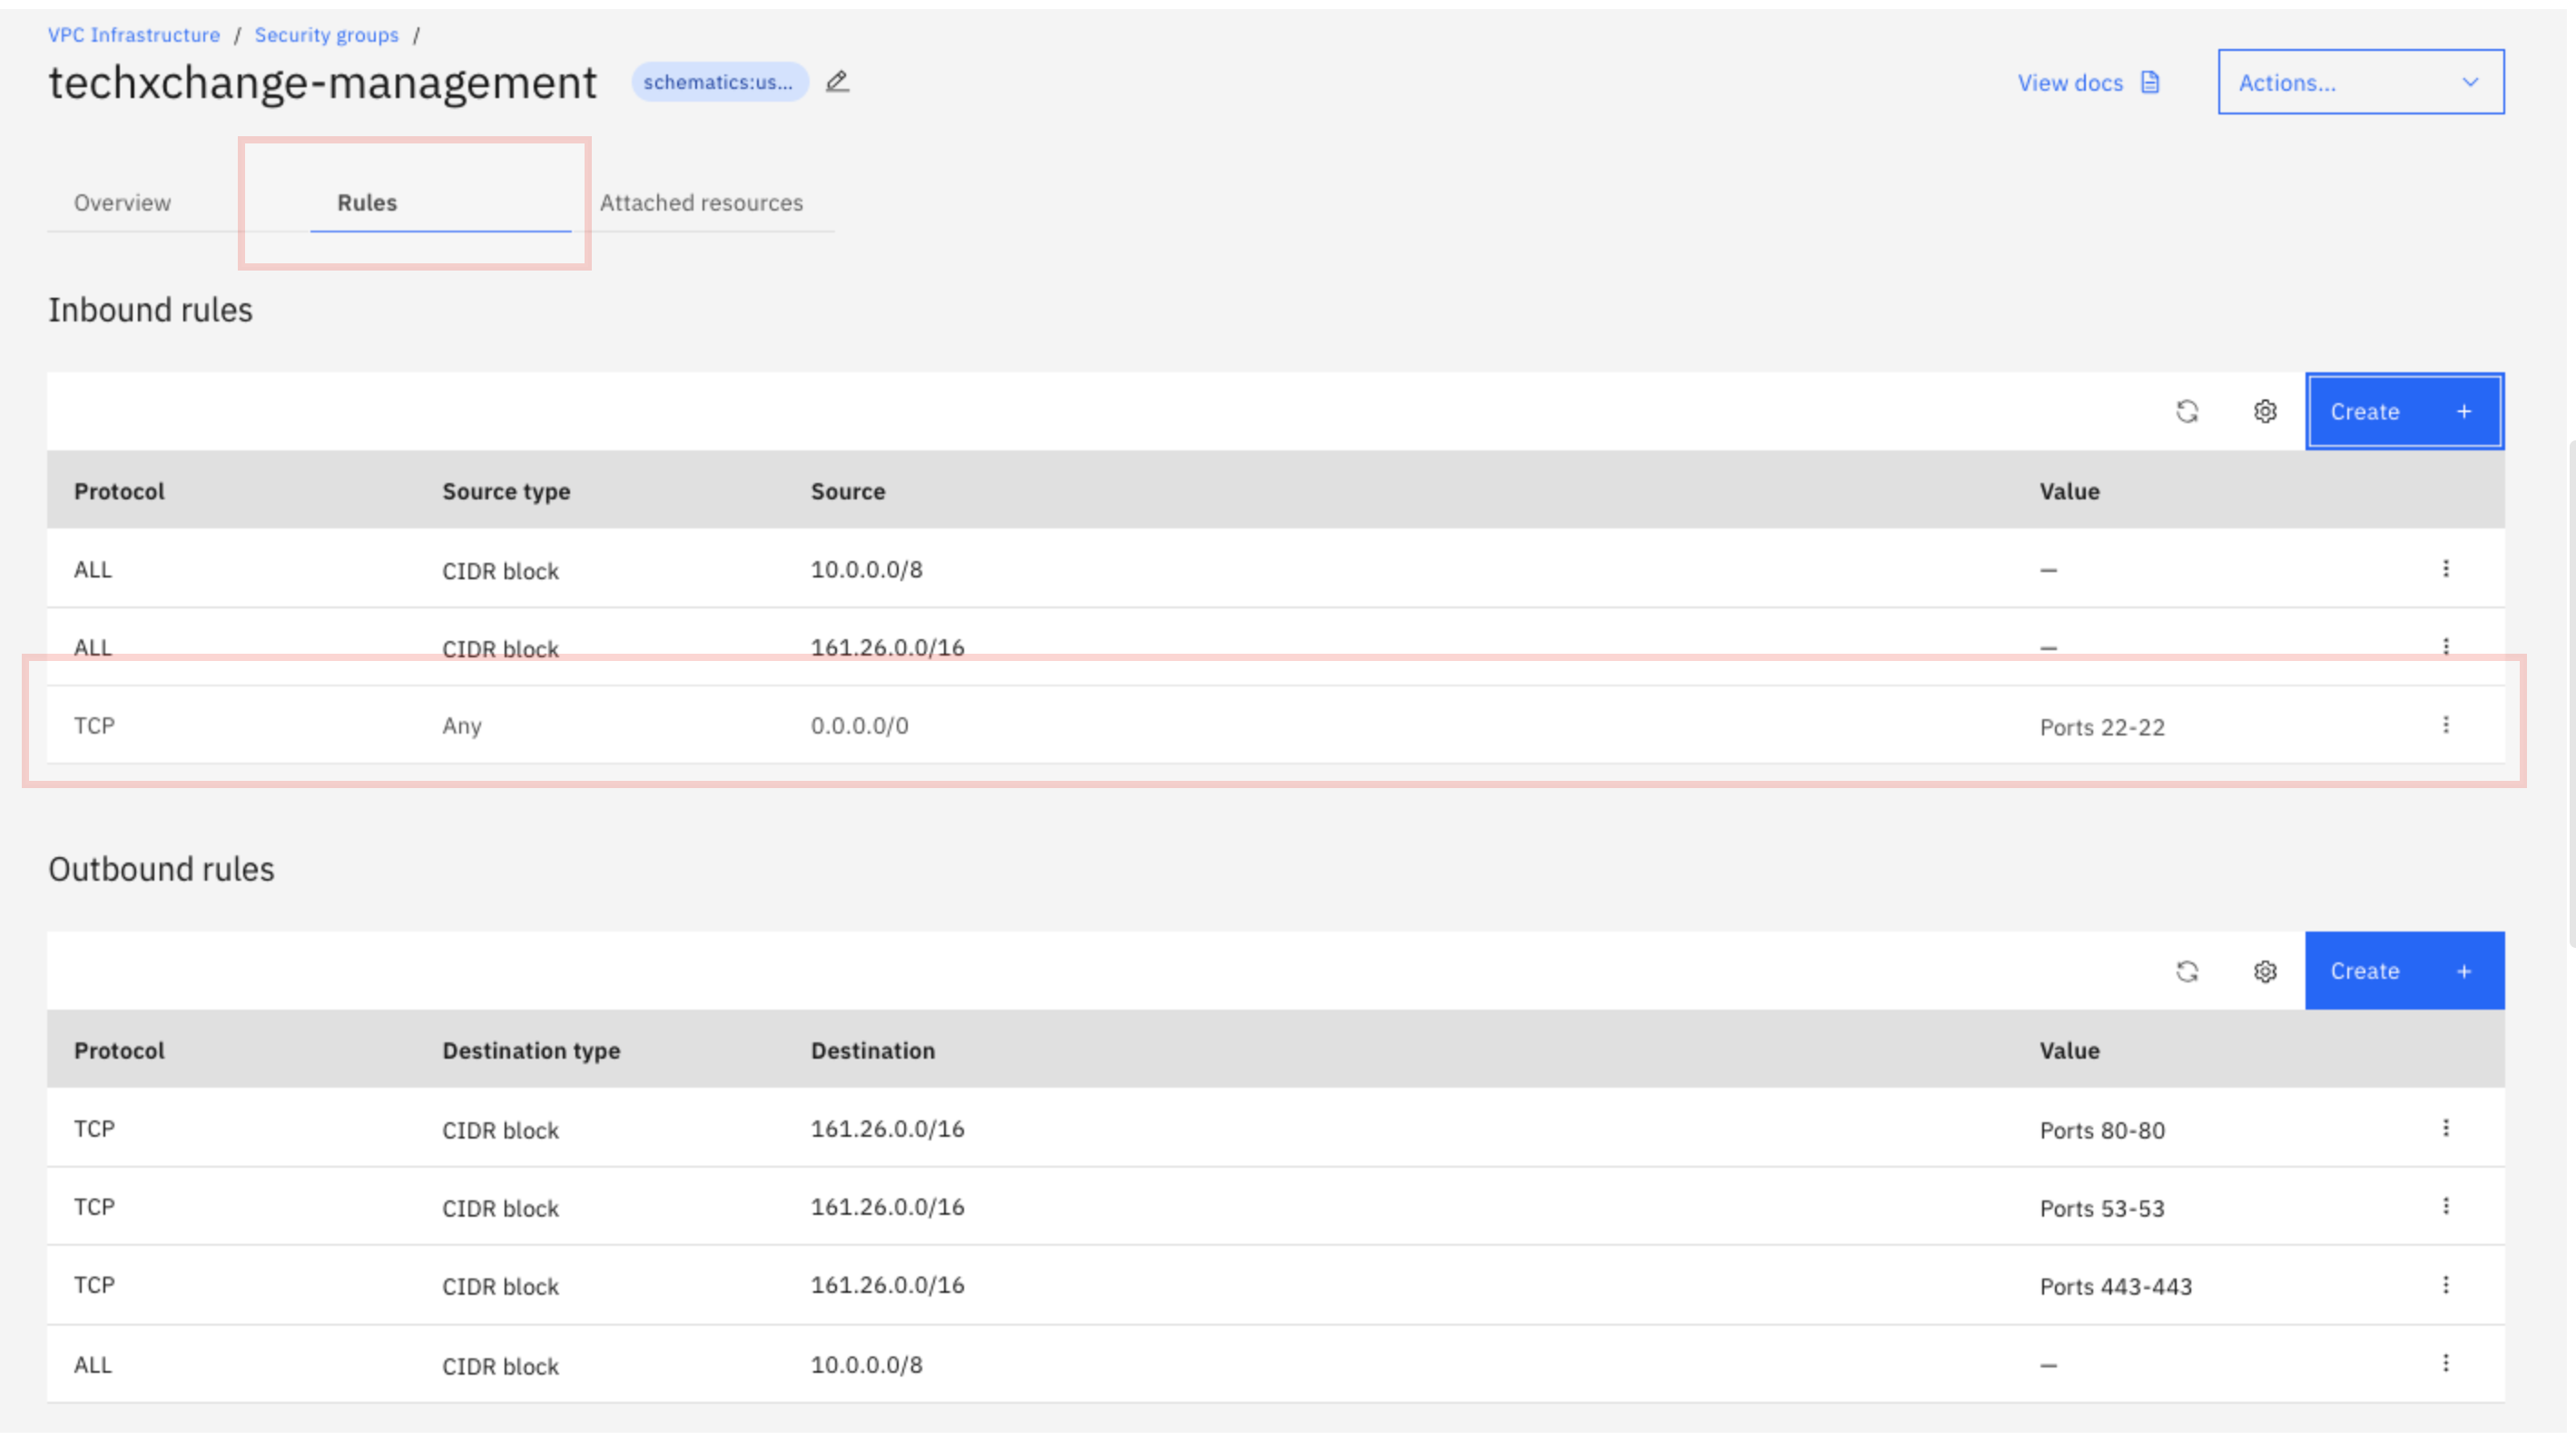 VPC Infrastructure / Security groups /
techxchange-management schematics:us... View docs Actions...
Overview Rules Attached resources
Inbound rules
Create +
Protocol Source type Source Value
ALL CIDR block 10.0.0.0/8 —
ALL CIDR block 161.26.0.0/16 —
TCP Any 0.0.0.0/0 Ports 22-22
Outbound rules
Create +
Protocol Destination type Destination Value
TCP CIDR block 161.26.0.0/16 Ports 80-80
TCP CIDR block 161.26.0.0/16 Ports 53-53
TCP CIDR block 161.26.0.0/16 Ports 443-443
ALL CIDR block 10.0.0.0/8 —